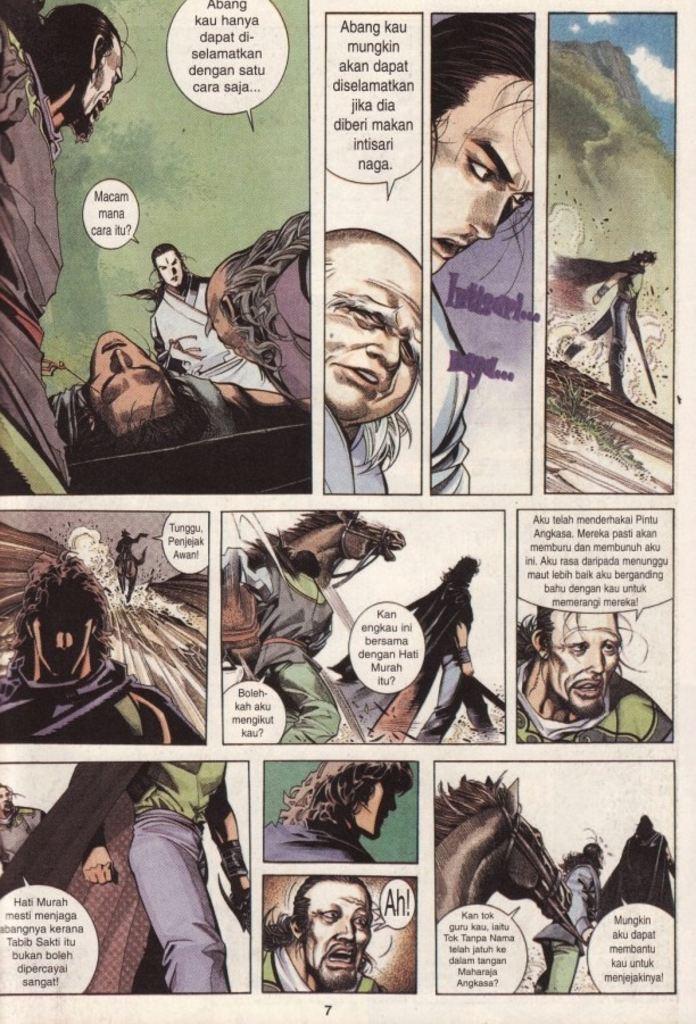 Abang
kau hanya
dapat di-
selamatkan
dengan satu
cara saja...
Macam
mana
cara itu?
Abang kau
mungkin
akan dapat
diselamatkan
jika dia
diberi makan
intisari
naga.
Intisari...
Tunggu,
Penjejak
Awan!
Boleh-
kah aku
mengikut
kau?
Kan
engkau ini
bersama
dengan Hati
Murah
itu?
Aku telah menderhakai Pintu
Angkasa. Mereka pasti akan
memburu dan membunuh aku
ini. Aku rasa daripada menunggu
maut lebih baik aku berganding
bahu dengan kau untuk
memerangi mereka!
Hati Murah
mesti menjaga
abangnya kerana
Tabib Sakti itu
bukan boleh
dipercayai
sangat!
Ah!
Kan tok
guru kau, iaitu
Tok Tanpa Nama
telah jatuh ke
dalam tangan
Maharaja
Angkasa?
Mungkin
aku dapat
membantu
kau untuk
menjejakinya!
7